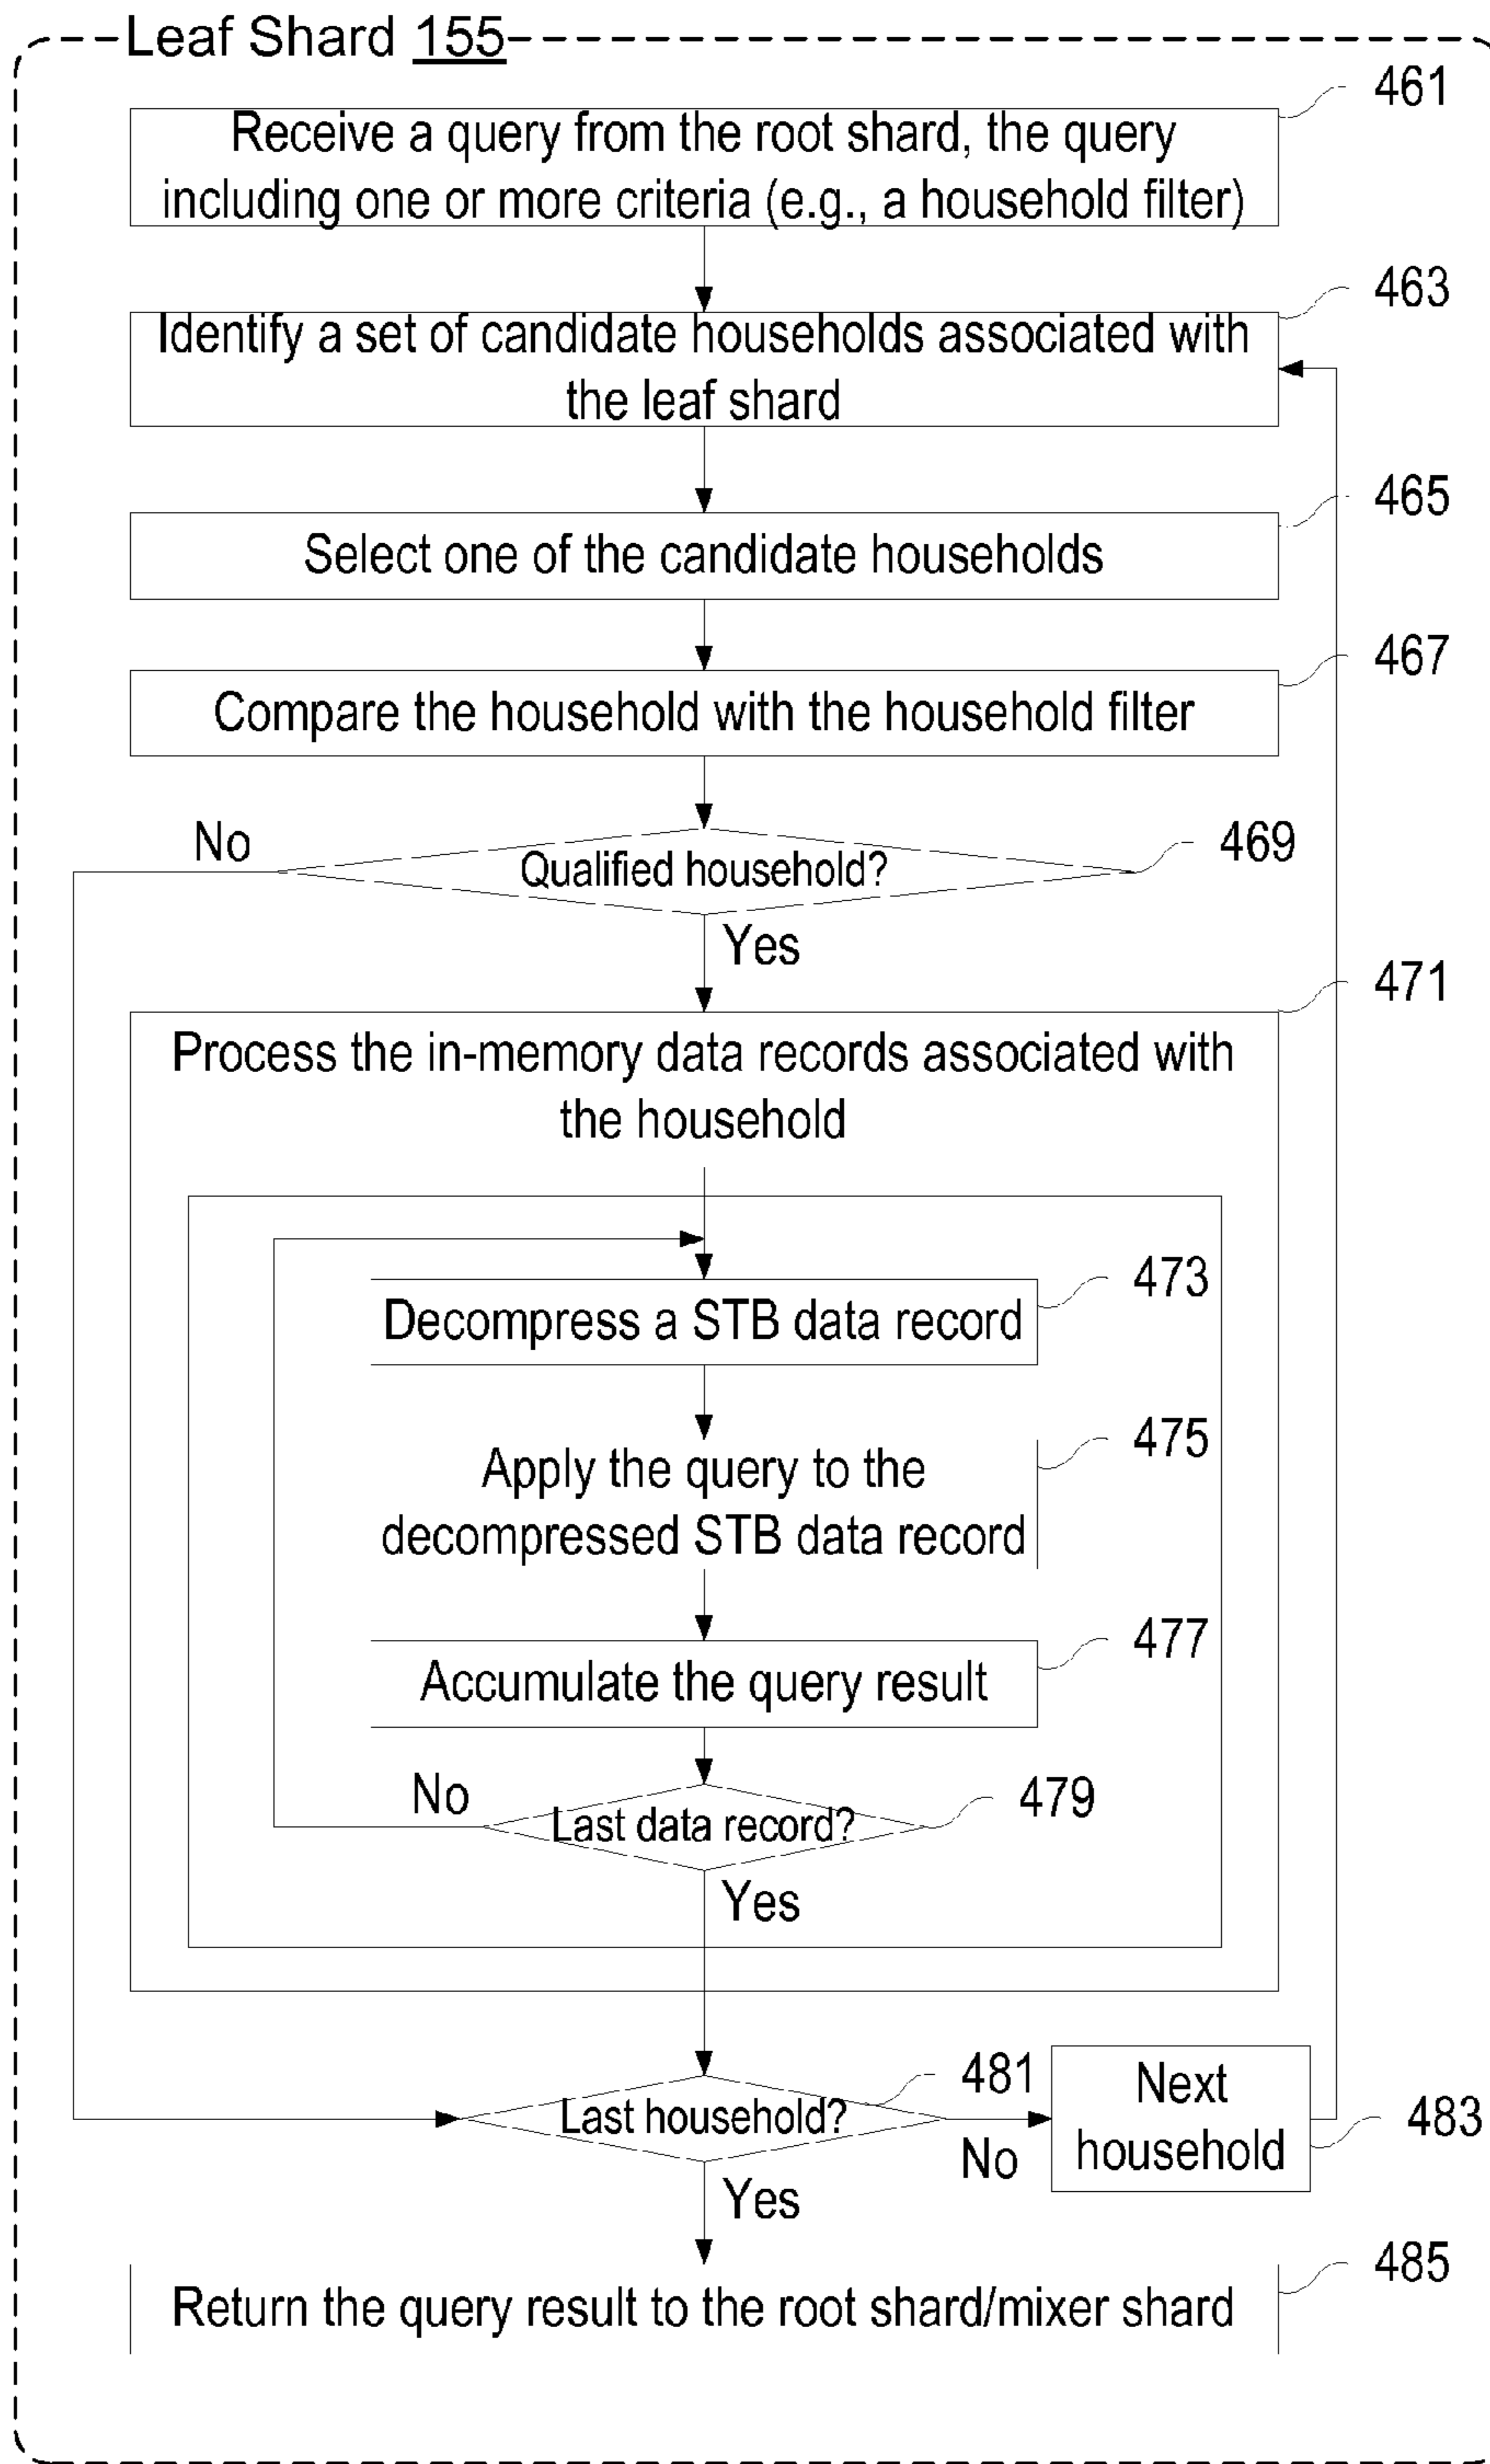 Leaf Shard 155
461
Receive a query from the root shard, the query
including one or more criteria (e.g., a household filter)
463
Identify a set of candidate households associated with
the leaf shard
465
Select one of the candidate households
467
Compare the household with the household filter
No
Qualified household?
469
Yes
471
Process the in-memory data records associated with
the household
473
Decompress a STB data record
475
Apply the query to the
decompressed STB data record
477
Accumulate the query result
No
Last data record?
479
Yes
481
Last household?
No
Next
household
483
Yes
485
Return the query result to the root shard/mixer shard